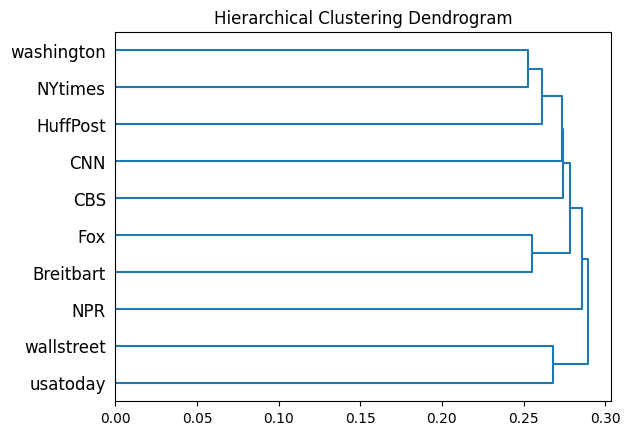 Hierarchical Clustering Dendrogram
washington
NYtimes
HuffPost
CNN
CBS
Fox
Breitbart
NPR
wallstreet
usatoday
0.00 0.05 0.10 0.15 0.20 0.25 0.30